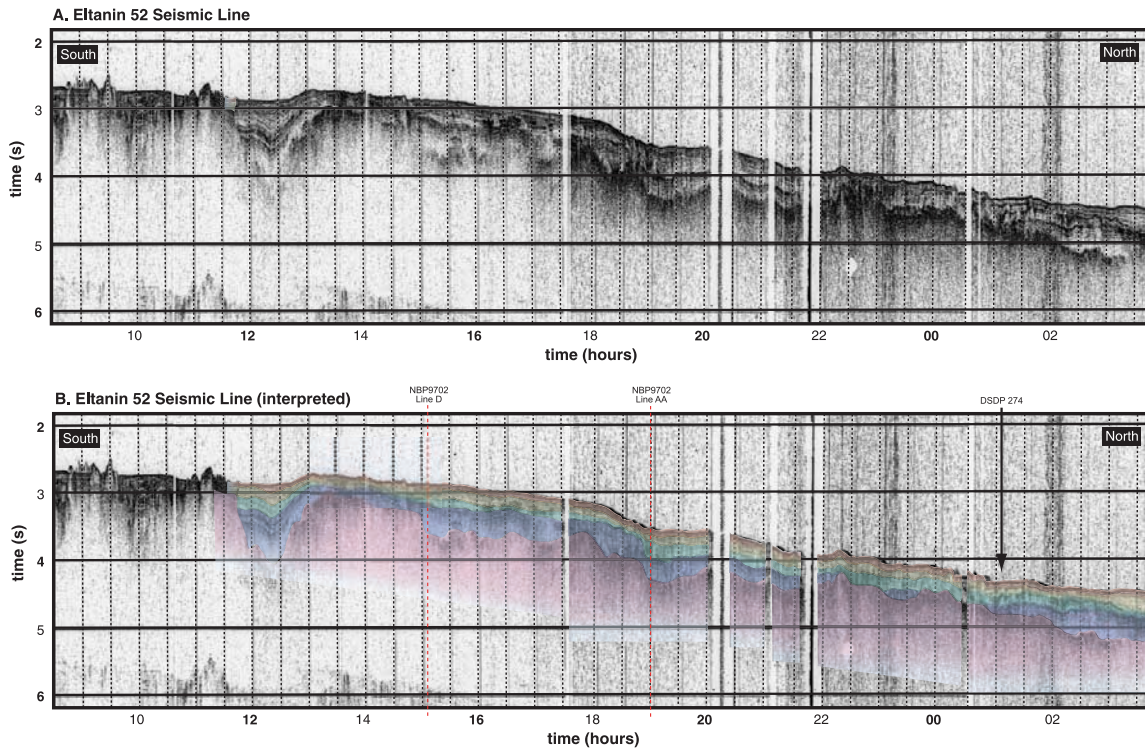 A. Eltanin 52 Seismic Line
2
South
North
3
time (s)
4
5
6
10
12
14
16
18
20
22
00
02
time (hours)
B. Eltanin 52 Seismic Line (interpreted)
NBP9702
Line D
NBP9702
Line AA
DSDP 274
2
South
North
3
time (s)
4
5
6
10
12
14
16
18
20
22
00
02
time (hours)